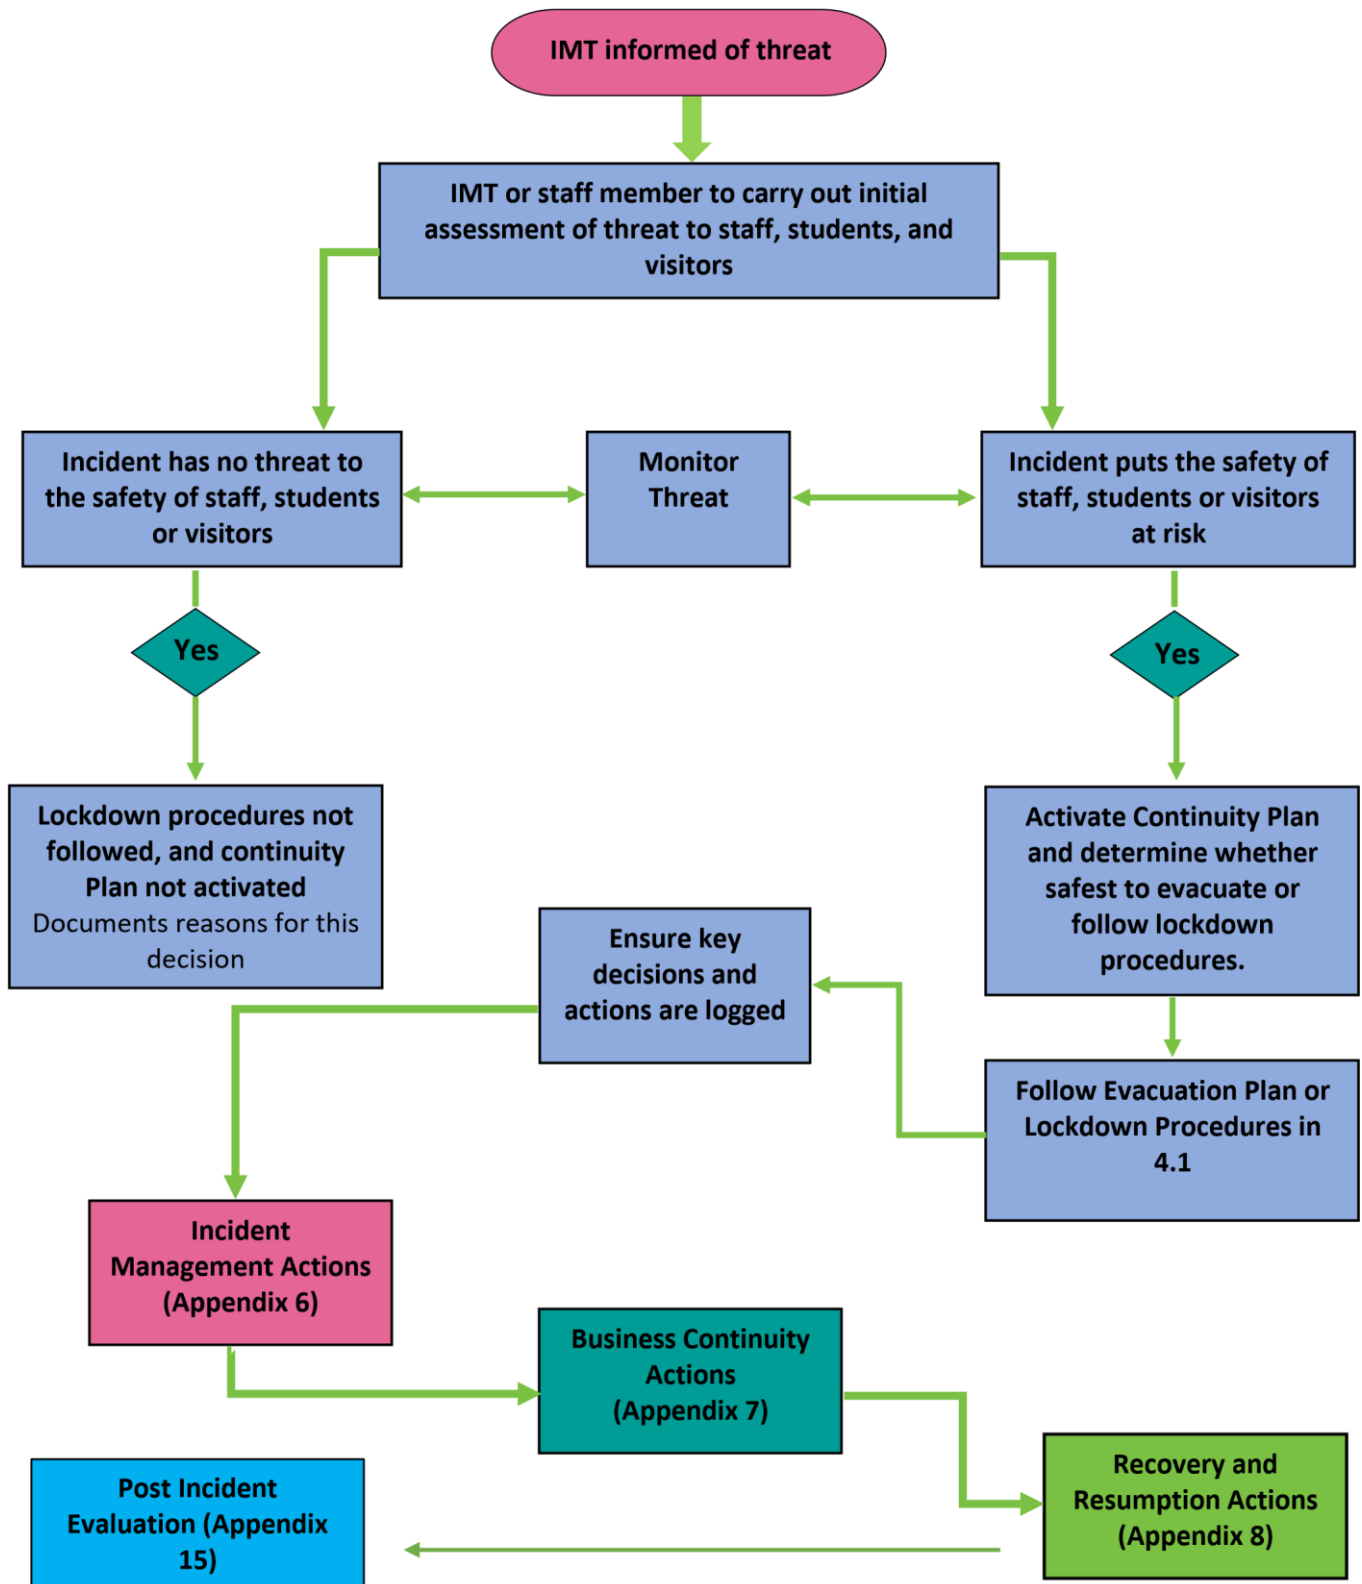 IMT informed of threat
IMT or staff member to carry out initial
assessment of threat to staff, students, and
visitors
Incident has no threat to
the safety of staff, students
or visitors
Monitor
Threat
Incident puts the safety of
staff, students or visitors
at risk
Yes
Yes
Lockdown procedures not
followed, and continuity
Plan not activated
Documents reasons for this
decision
Activate Continuity Plan
and determine whether
safest to evacuate or
follow lockdown
procedures.
Ensure key
decisions and
actions are logged
Follow Evacuation Plan or
Lockdown Procedures in
4.1
Incident
Management Actions
(Appendix 6)
Business Continuity
Actions
(Appendix 7)
Recovery and
Resumption Actions
(Appendix 8)
Post Incident
Evaluation (Appendix
15)